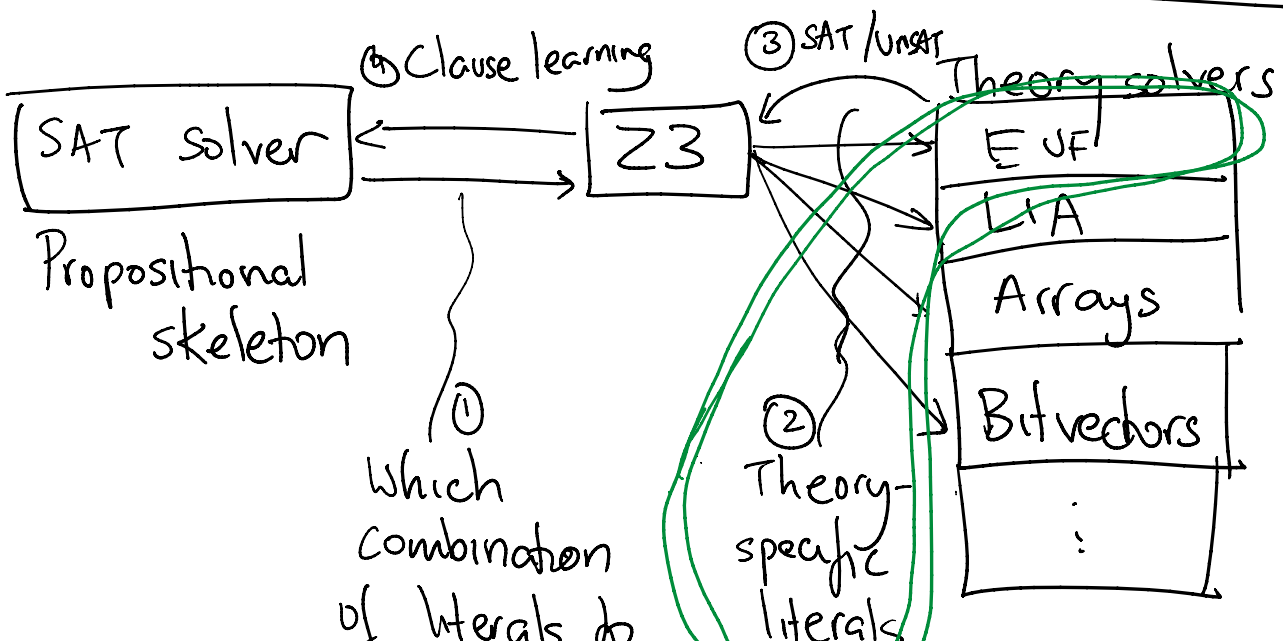 ④ Clause learning
③ SAT/UNSAT
Theory solvers
SAT solver
Z3
EUF
LIA
Arrays
Bitvectors
⋮
Propositional
skeleton
①
Which
combination
of literals to
②
Theory-
specific
literals